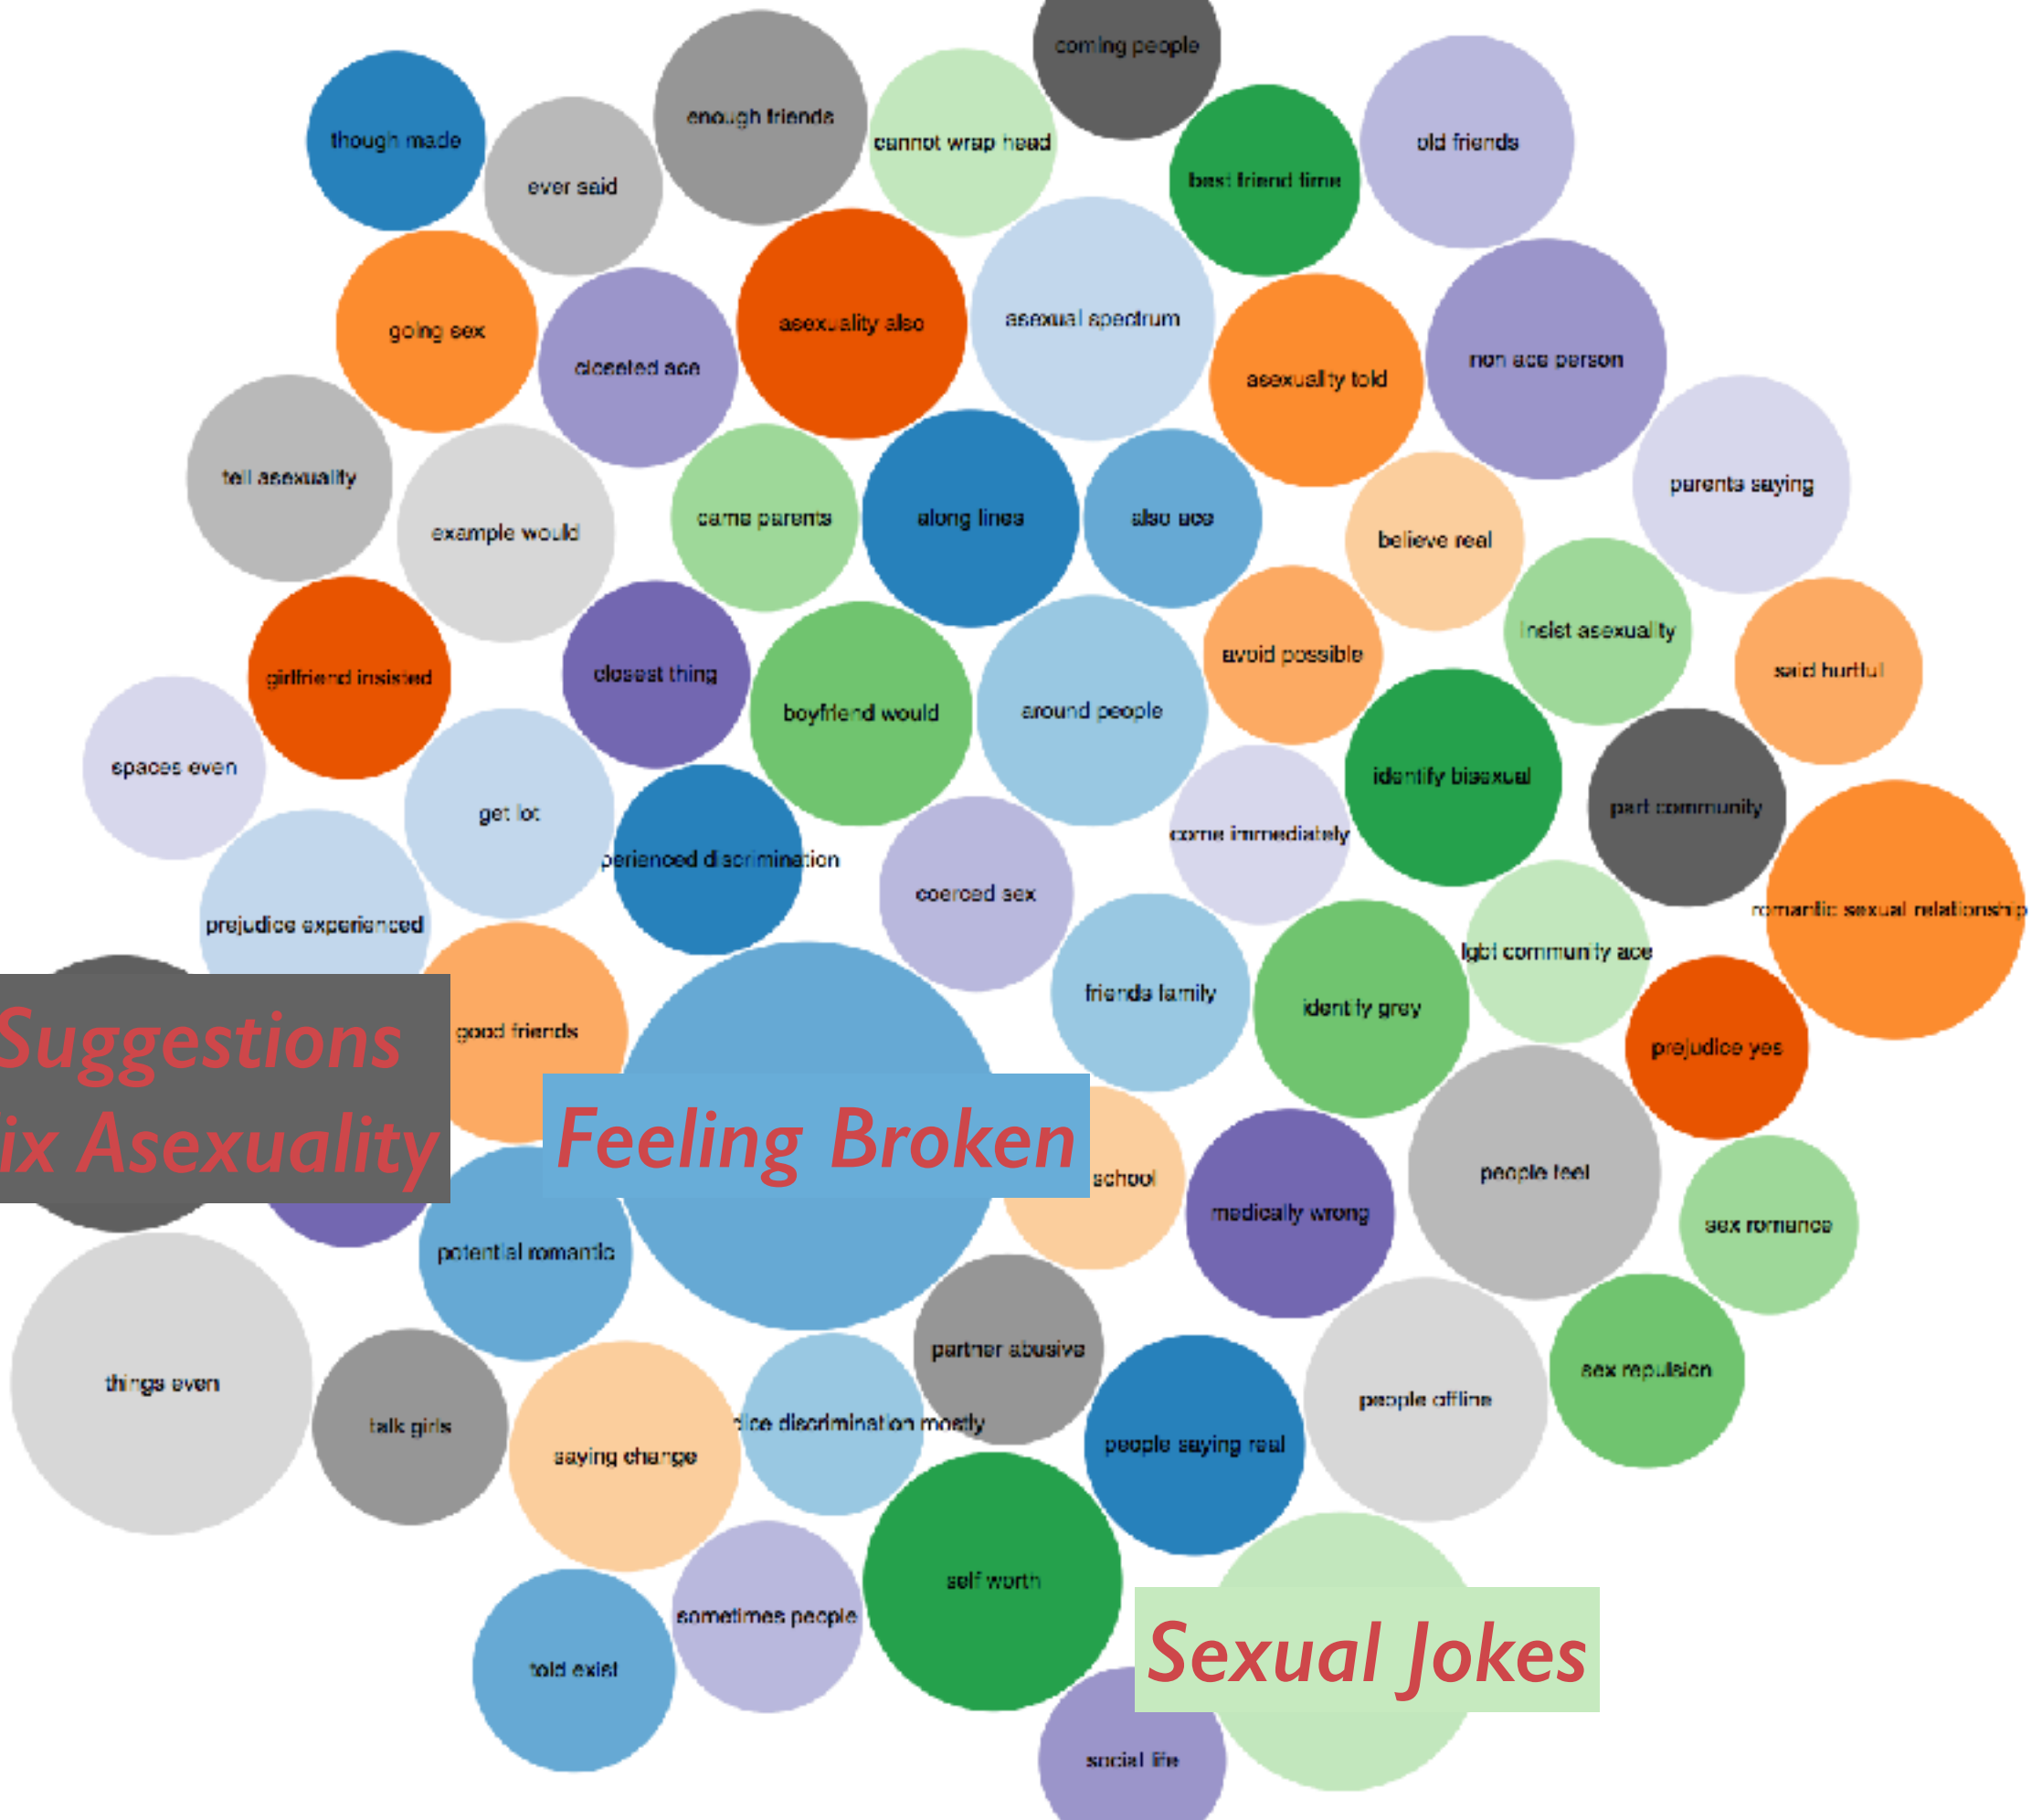 coming people
enough friends
though made
cannot wrap head
old friends
ever said
best friend time
going sex
closeted ace
asexuality also
asexual spectrum
asexuality told
non ace person
tell asexuality
example would
came parents
along lines
also ace
believe real
parents saying
girlfriend insisted
closest thing
boyfriend would
around people
avoid possible
insist asexuality
said hurtful
spaces even
get lot
perienced discrimination
come immediately
identify bisexual
part community
prejudice experienced
coerced sex
romantic sexual relationship
friends family
identify grey
lgbt community ace
prejudice yes
Suggestions
ix Asexuality
good friends
Feeling Broken
school
medically wrong
people feel
sex romance
potential romantic
things even
talk girls
saying change
dice discrimination mostly
partner abusive
people saying real
people offline
sex repulsion
told exist
sometimes people
self worth
Sexual Jokes
social life